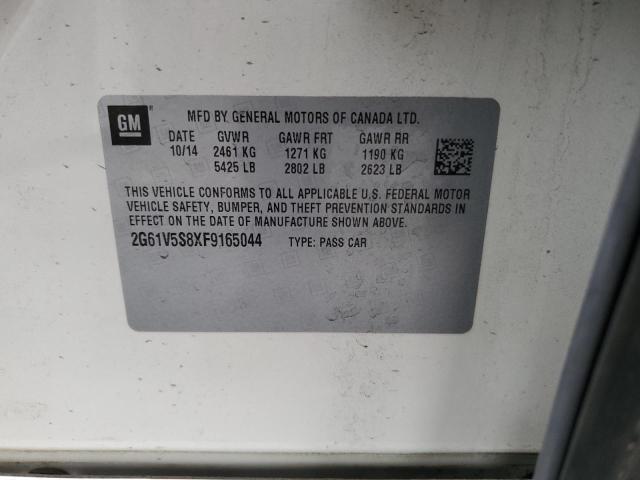 GM
MFD BY GENERAL MOTORS OF CANADA LTD.
DATE GVWR GAWR FRT GAWR RR
10/14 2461 KG 1271 KG 1190 KG
5425 LB 2802 LB 2623 LB
THIS VEHICLE CONFORMS TO ALL APPLICABLE U.S. FEDERAL MOTOR
VEHICLE SAFETY, BUMPER, AND THEFT PREVENTION STANDARDS IN
EFFECT ON THE DATE OF MANUFACTURE SHOWN ABOVE.
2G61V5S8XF9165044 TYPE: PASS CAR